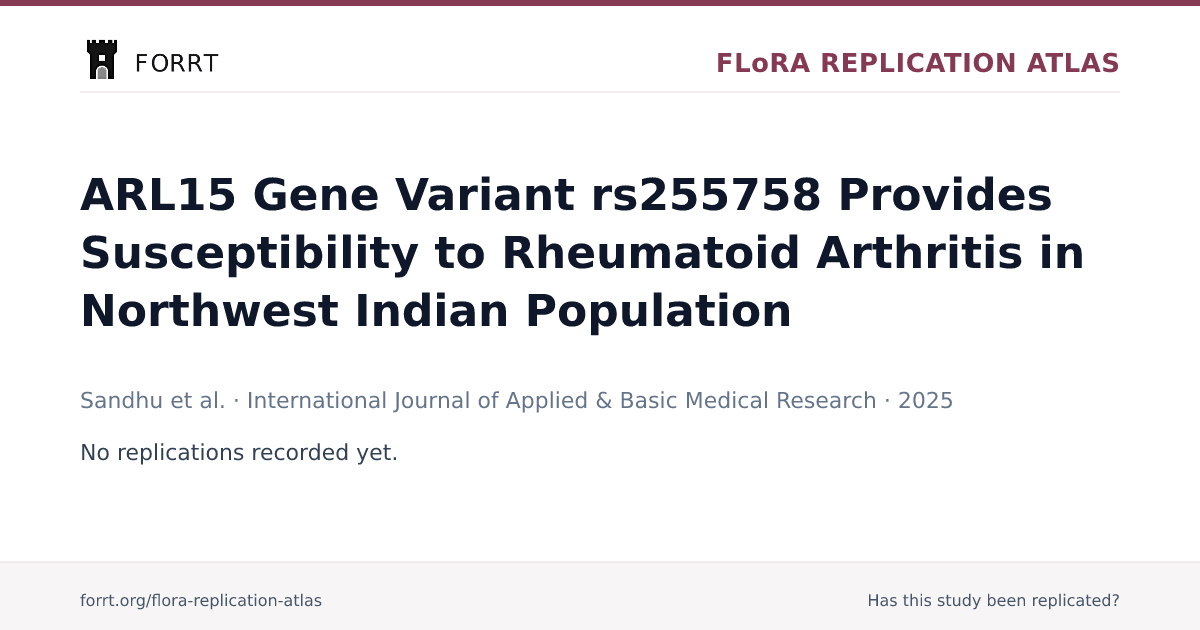 FORRT
FLoRA REPLICATION ATLAS
ARL15 Gene Variant rs255758 Provides
Susceptibility to Rheumatoid Arthritis in
Northwest Indian Population
Sandhu et al. · International Journal of Applied & Basic Medical Research · 2025
No replications recorded yet.
forrt.org/flora-replication-atlas
Has this study been replicated?